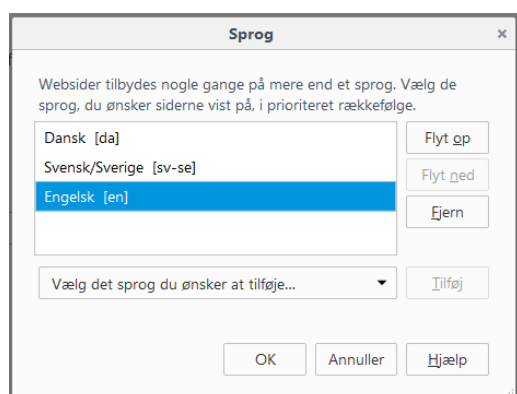 Sprog
Websider tilbydes nogle gange på mere end et sprog. Vælg de
sprog, du ønsker siderne vist på, i prioriteret rækkefølge.
Dansk [da]
Flyt op
Svensk/Sverige [sv-se]
Flyt ned
Engelsk [en]
Fjern
Vælg det sprog du ønsker at tilføje...
Tilføj
OK
Annuller
Hjælp